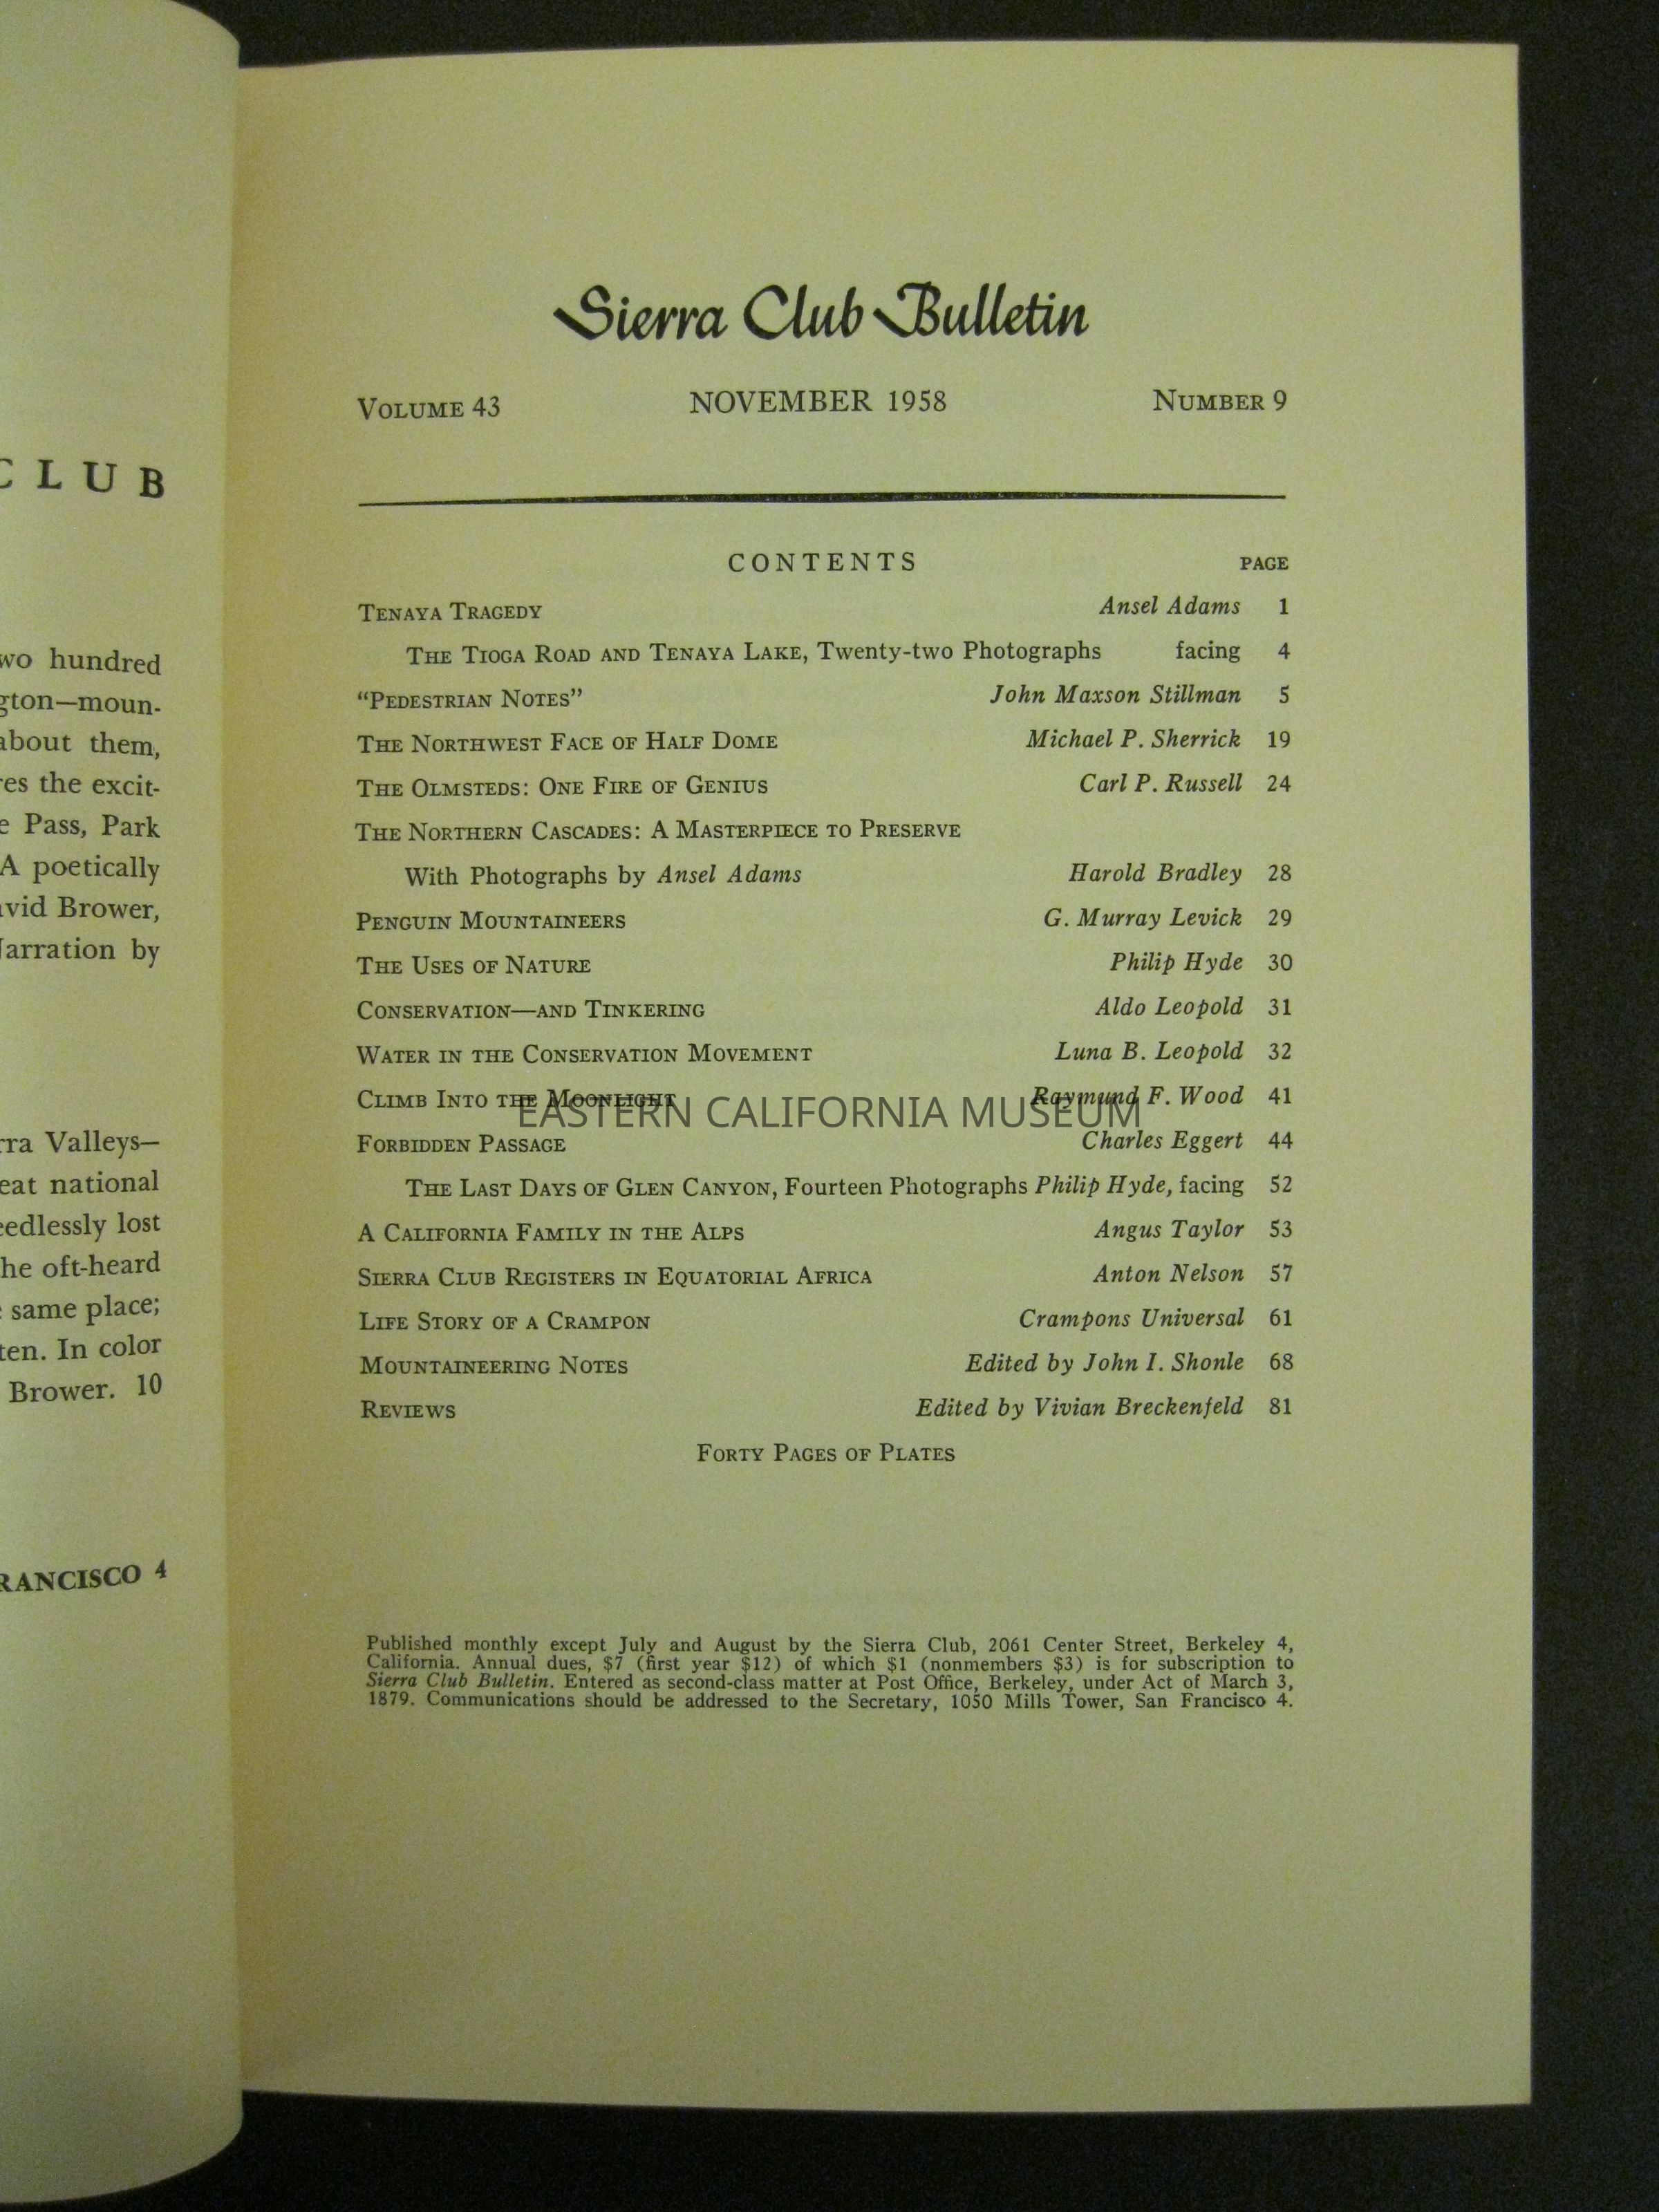 CLUB
hundred
about them,
the excit-
Pass, Park
A poetically
Brower,
by
Valleys—
national
lost
he oft-heard
same place;
In color
Brower. 10
4
Sierra Club Bulletin
VOLUME 43 NOVEMBER 1958 NUMBER 9
CONTENTS PAGE
TENAYA TRAGEDY Ansel Adams 1
THE TIOGA ROAD AND TENAYA LAKE, Twenty-two Photographs facing 4
“PEDESTRIAN NOTES” John Maxson Stillman 5
THE NORTHWEST FACE OF HALF DOME Michael P. Sherrick 19
THE OLMSTEDS: ONE FIRE OF GENIUS Carl P. Russell 24
THE NORTHERN CASCADES: A MASTERPIECE TO PRESERVE
With Photographs by Ansel Adams Harold Bradley 28
PENGUIN MOUNTAINEERS G. Murray Levick 29
THE USES OF NATURE Philip Hyde 30
CONSERVATION—AND TINKERING Aldo Leopold 31
WATER IN THE CONSERVATION MOVEMENT Luna B. Leopold 32
CLIMB INTO THE MOONLIGHT Raymund F. Wood 41
EASTERN CALIFORNIA MUSEUM
FORBIDDEN PASSAGE Charles Eggert 44
THE LAST DAYS OF GLEN CANYON, Fourteen Photographs Philip Hyde, facing 52
A CALIFORNIA FAMILY IN THE ALPS Angus Taylor 53
SIERRA CLUB REGISTERS IN EQUATORIAL AFRICA Anton Nelson 57
LIFE STORY OF A CRAMPON Crampons Universal 61
MOUNTAINEERING NOTES Edited by John I. Shonle 68
REVIEWS Edited by Vivian Breckenfeld 81
FORTY PAGES OF PLATES
Published monthly except July and August by the Sierra Club, 2061 Center Street, Berkeley 4,
California. Annual dues, $7 (first year $12) of which $1 (nonmembers $3) is for subscription to
Sierra Club Bulletin. Entered as second-class matter at Post Office, Berkeley, under Act of March 3,
1879. Communications should be addressed to the Secretary, 1050 Mills Tower, San Francisco 4.